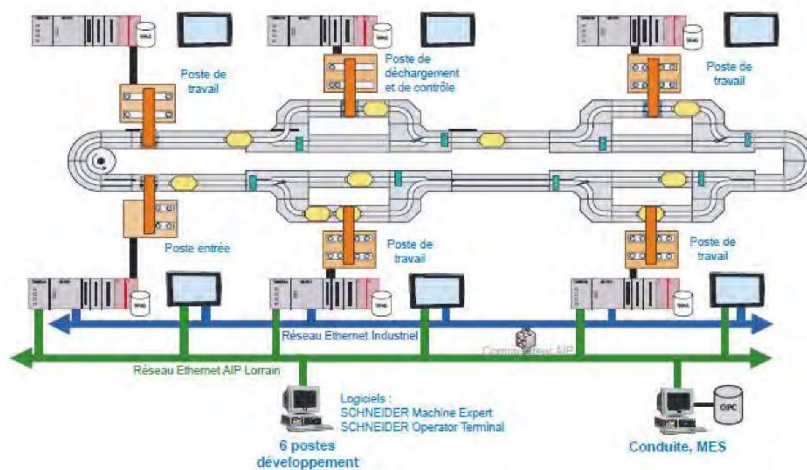 Poste de
travail
Poste de
déchargement
et de contrôle
Poste de
travail
Poste entrée
Poste de
travail
Poste de
travail
Réseau Ethernet Industriel
Commutateur AIP
Réseau Ethernet AIP Lorrain
Logiciels :
SCHNEIDER Machine Expert
SCHNEIDER Operator Terminal
6 postes
développement
OPC
Conduite, MES